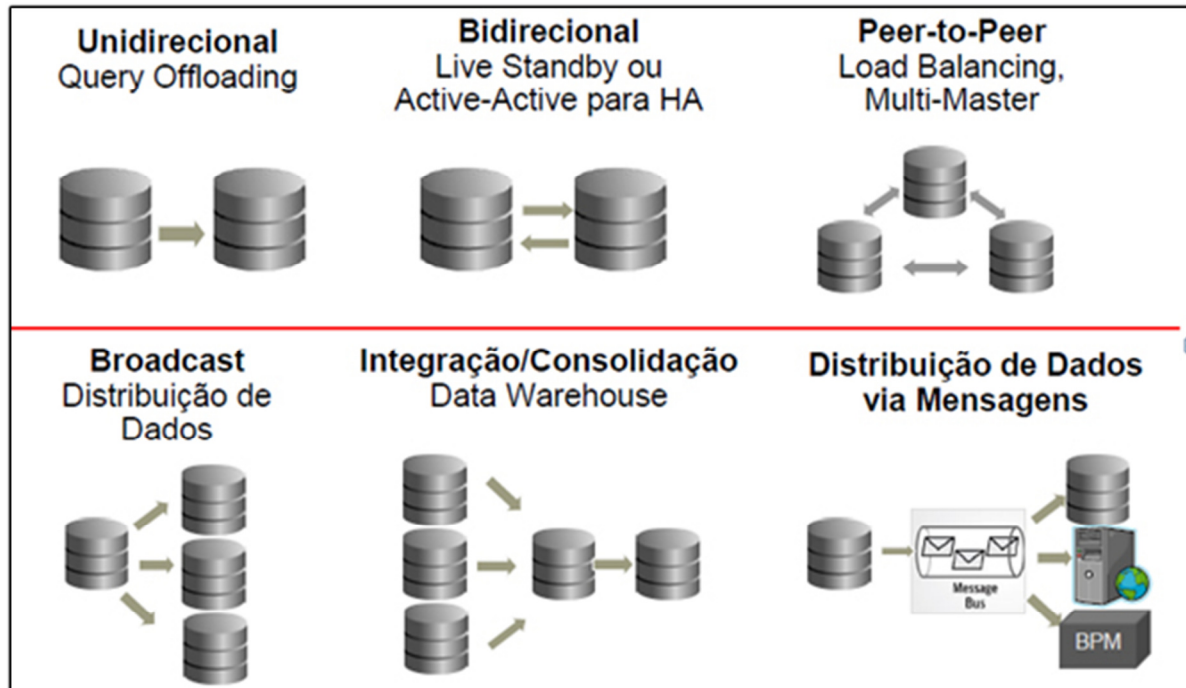 Unidirecional
Query Offloading
Bidirecional
Live Standby ou
Active-Active para HA
Peer-to-Peer
Load Balancing,
Multi-Master
Broadcast
Distribuição de
Dados
Integração/Consolidação
Data Warehouse
Distribuição de Dados
via Mensagens
Message
Bus
BPM